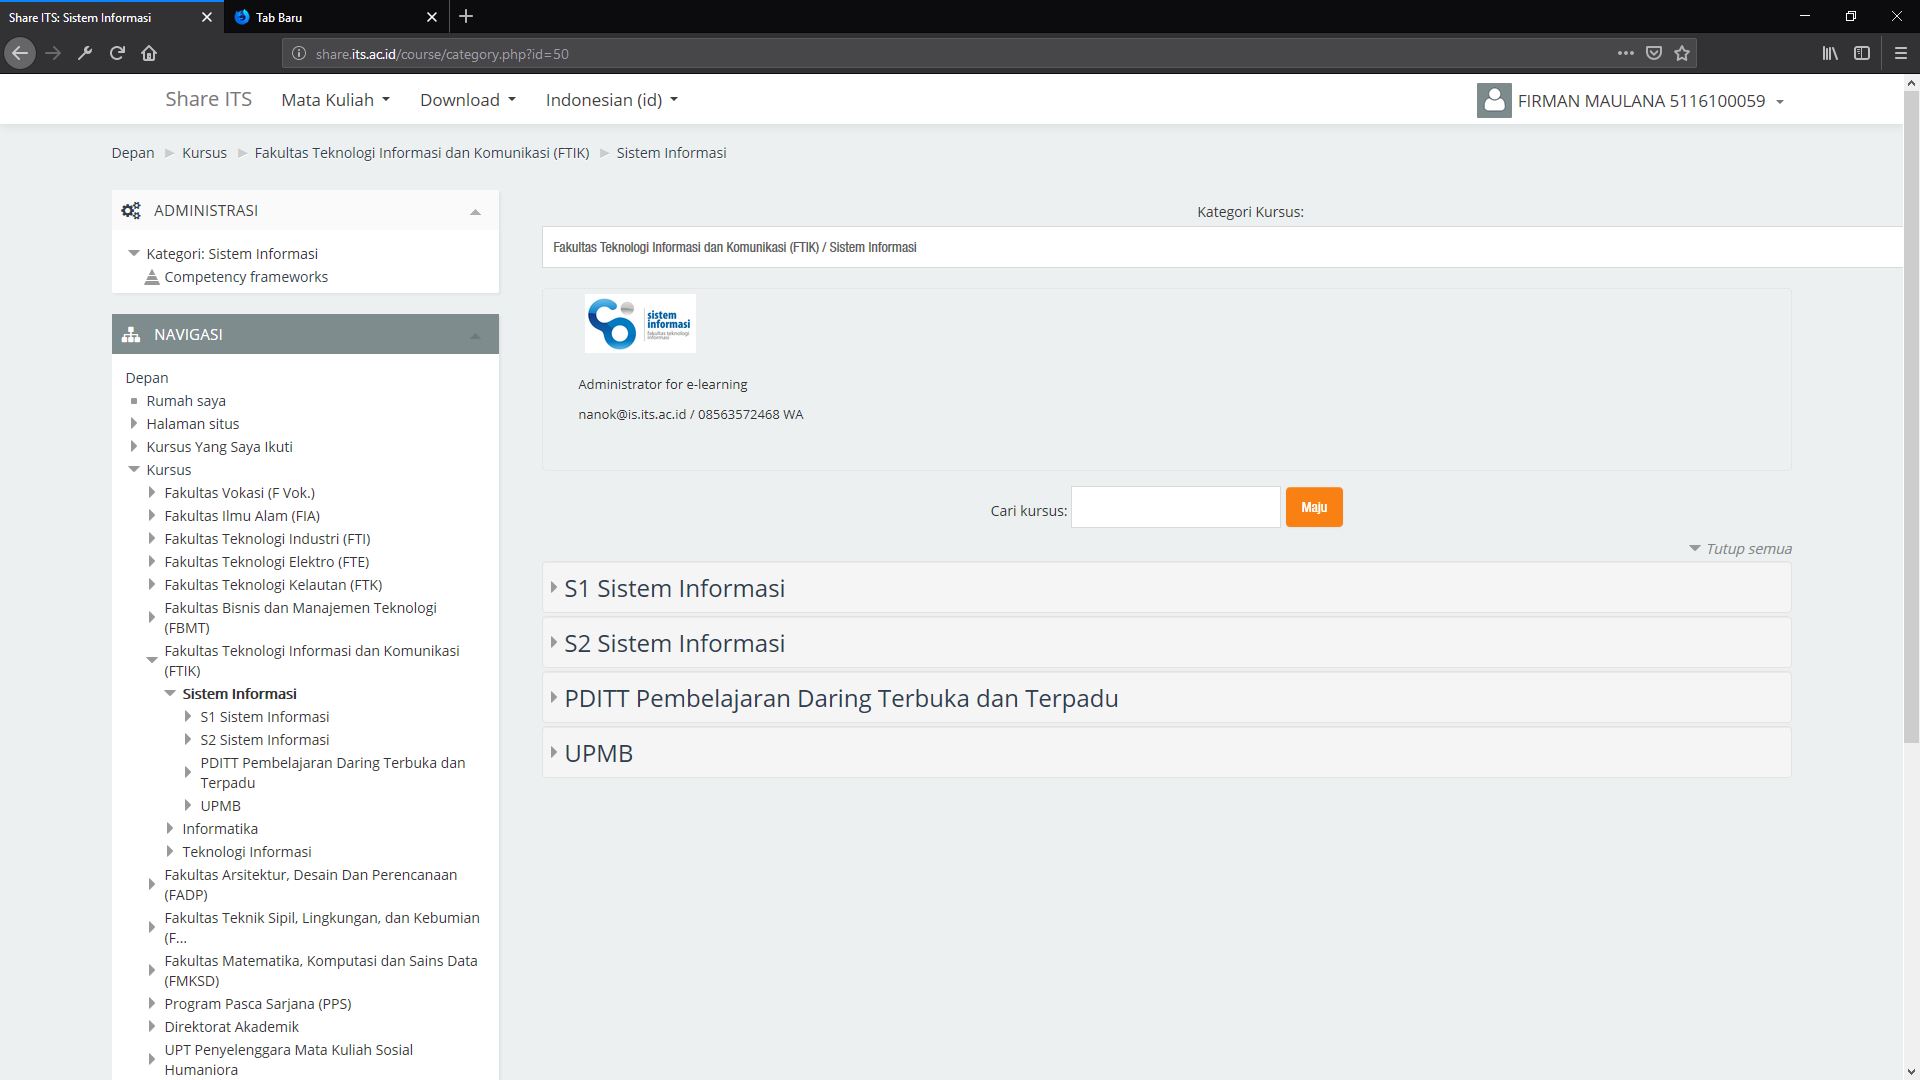 Share ITS: Sistem Informasi
Tab Baru
share.its.ac.id/course/category.php?id=50
Share ITS
Mata Kuliah
Download
Indonesian (id)
FIRMAN MAULANA 5116100059
Depan
Kursus
Fakultas Teknologi Informasi dan Komunikasi (FTIK)
Sistem Informasi
ADMINISTRASI
Kategori: Sistem Informasi
Competency frameworks
NAVIGASI
Depan
Rumah saya
Halaman situs
Kursus Yang Saya Ikuti
Kursus
Fakultas Vokasi (F Vok.)
Fakultas Ilmu Alam (FIA)
Fakultas Teknologi Industri (FTI)
Fakultas Teknologi Elektro (FTE)
Fakultas Teknologi Kelautan (FTK)
Fakultas Bisnis dan Manajemen Teknologi
(FBMT)
Fakultas Teknologi Informasi dan Komunikasi
(FTIK)
Sistem Informasi
S1 Sistem Informasi
S2 Sistem Informasi
PDITT Pembelajaran Daring Terbuka dan
Terpadu
UPMB
Informatika
Teknologi Informasi
Fakultas Arsitektur, Desain Dan Perencanaan
(FADP)
Fakultas Teknik Sipil, Lingkungan, dan Kebumian
(F...
Fakultas Matematika, Komputasi dan Sains Data
(FMKSD)
Program Pasca Sarjana (PPS)
Direktorat Akademik
UPT Penyelenggara Mata Kuliah Sosial
Humaniora
Kategori Kursus:
Fakultas Teknologi Informasi dan Komunikasi (FTIK) / Sistem Informasi
sistem
informasi
fakultas teknologi
informasi
Administrator for e-learning
nanok@is.its.ac.id / 08563572468 WA
Cari kursus:
Maju
Tutup semua
S1 Sistem Informasi
S2 Sistem Informasi
PDITT Pembelajaran Daring Terbuka dan Terpadu
UPMB